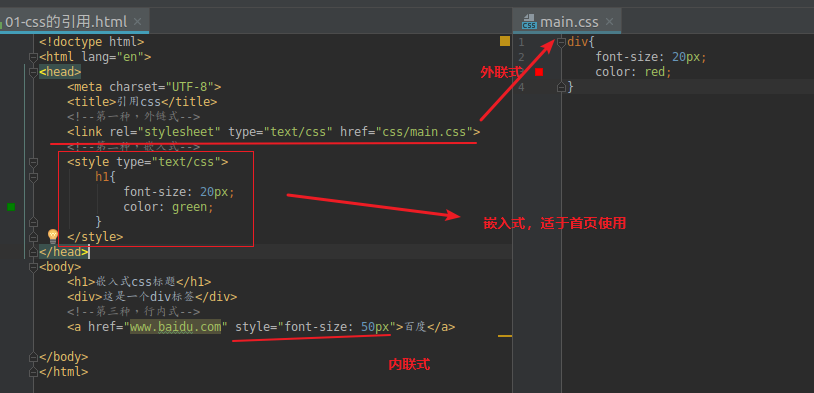 01-css的引用.html
<!doctype html>
<html lang="en">
<head>
<meta charset="UTF-8">
<title>引用css</title>
<!--第一种，外链式-->
<link rel="stylesheet" type="text/css" href="css/main.css">
<!--第二种，嵌入式-->
<style type="text/css">
h1{
font-size: 20px;
color: green;
}
</style>
</head>
<body>
<h1>嵌入式css标题</h1>
<div>这是一个div标签</div>
<!--第三种，行内式-->
<a href="www.baidu.com" style="font-size: 50px">百度</a>
</body>
</html>
main.css
1 div{
2 font-size: 20px;
color: red;
4 }
外联式
嵌入式，适于首页使用
内联式